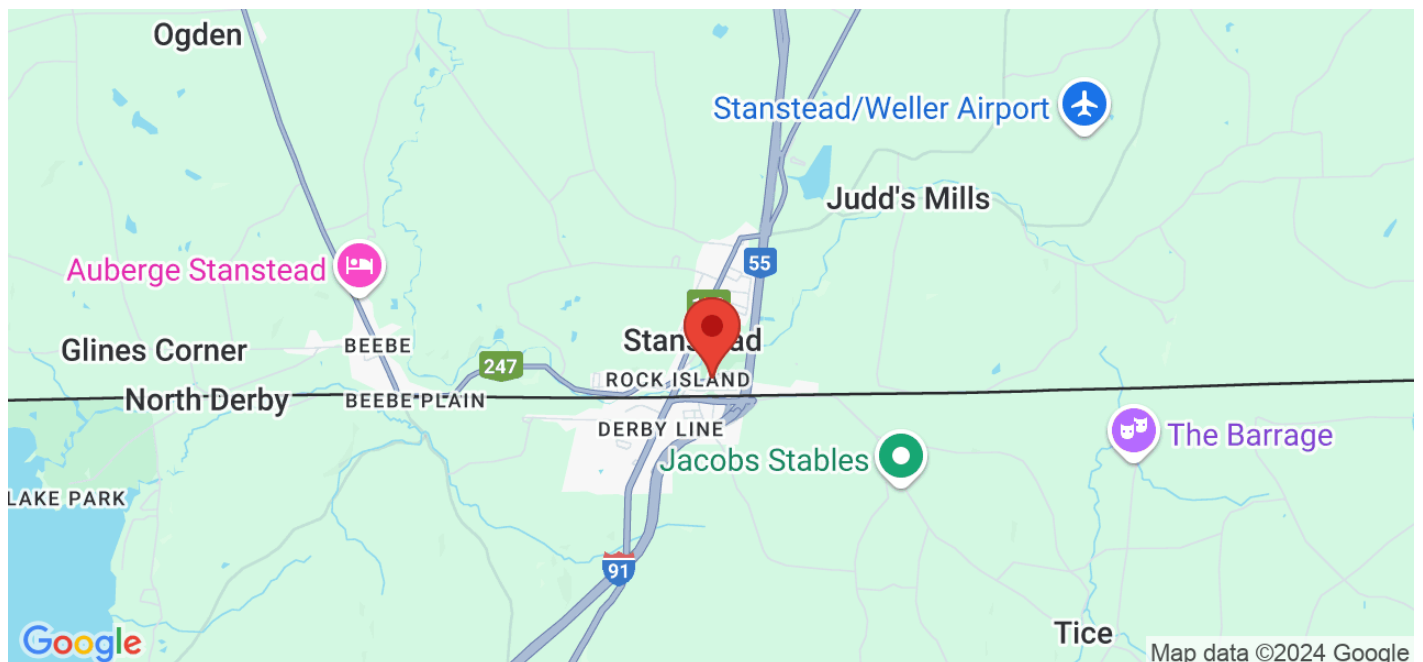 Ogden
Stanstead/Weller Airport
Judd's Mills
55
Auberge Stanstead
Stanstead
BEEBE
Glines Corner
247
ROCK ISLAND
North Derby
BEEBE PLAIN
DERBY LINE
The Barrage
Jacobs Stables
LAKE PARK
91
Tice
Google
Map data ©2024 Google